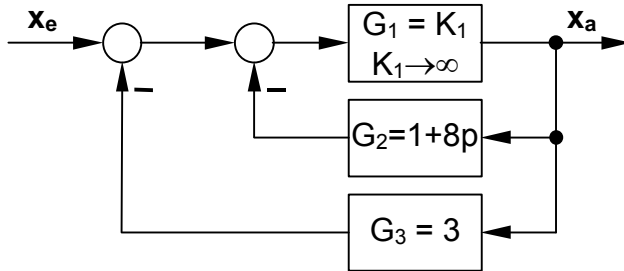 xₑ
G₁ = K₁
xₐ
K₁→∞
G₂=1+8p
G₃ = 3